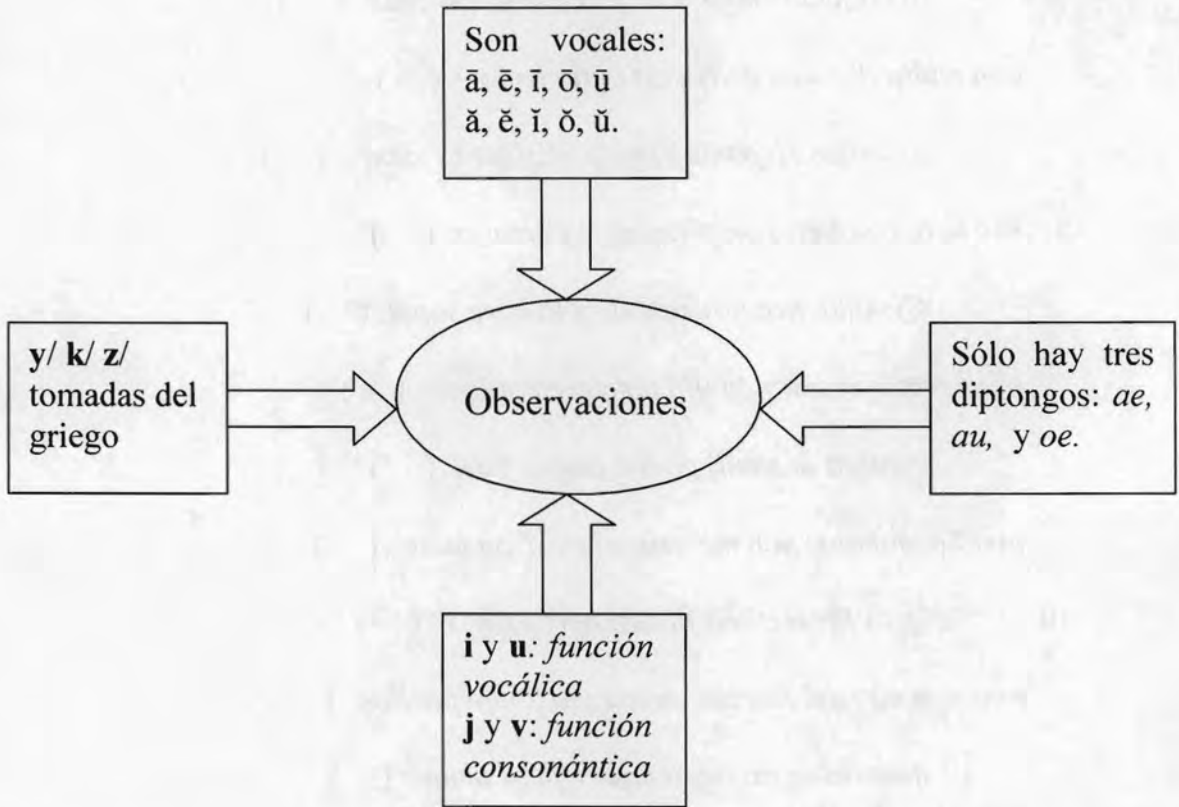 Son vocales:
ā, ē, ī, ō, ū
ă, ĕ, ĭ, ŏ, ŭ.
y/ k/ z/
tomadas del
griego
Observaciones
Sólo hay tres
diptongos: ae,
au, y oe.
i y u: función
vocálica
j y v: función
consonántica